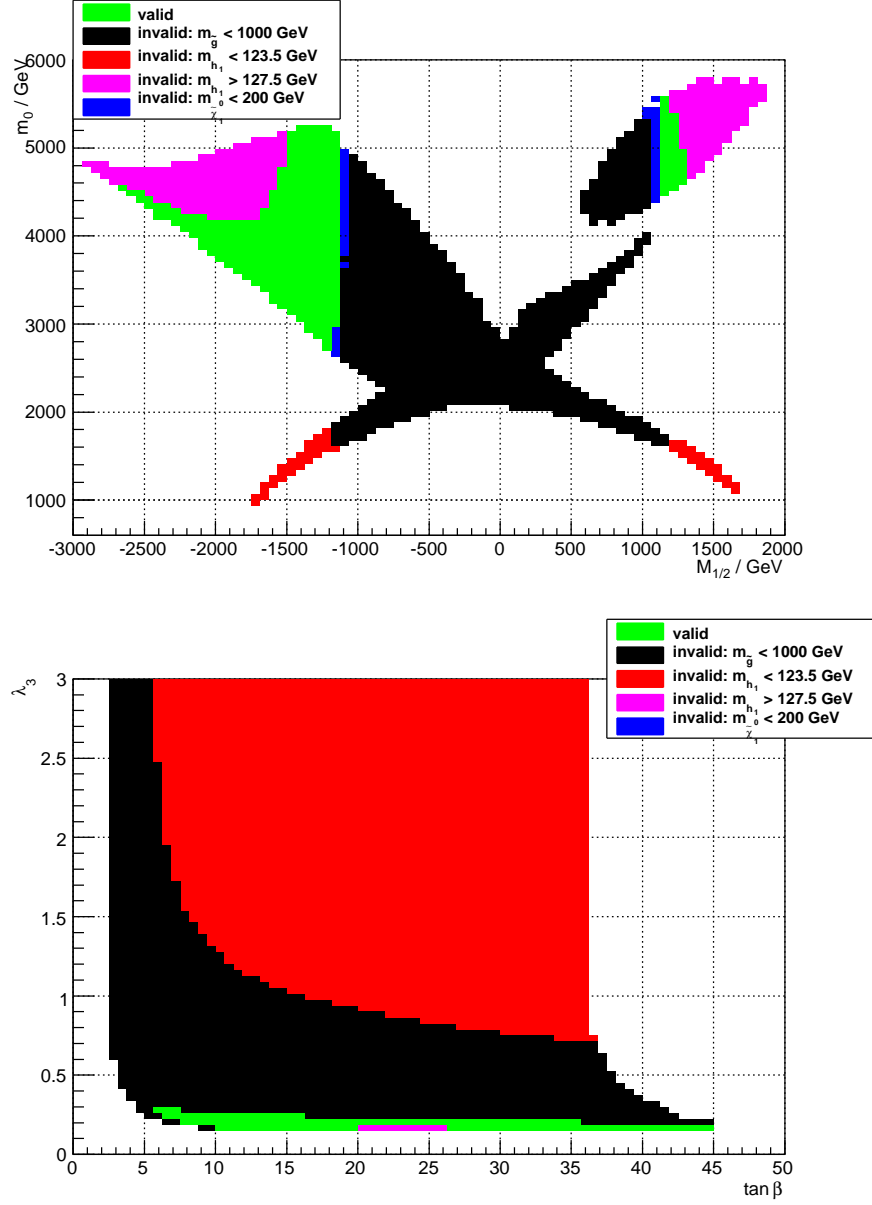 valid
invalid: m_g̃ < 1000 GeV
invalid: m_h₁ < 123.5 GeV
invalid: m_h₁ > 127.5 GeV
invalid: m_χ̃₁⁰ < 200 GeV
m₀ / GeV
6000
5000
4000
3000
2000
1000
-3000 -2500 -2000 -1500 -1000 -500 0 500 1000 1500 2000
M_{1/2} / GeV
valid
invalid: m_g̃ < 1000 GeV
invalid: m_h₁ < 123.5 GeV
invalid: m_h₁ > 127.5 GeV
invalid: m_χ̃₁⁰ < 200 GeV
λ₃
3
2.5
2
1.5
1
0.5
0
0 5 10 15 20 25 30 35 40 45 50
tan β